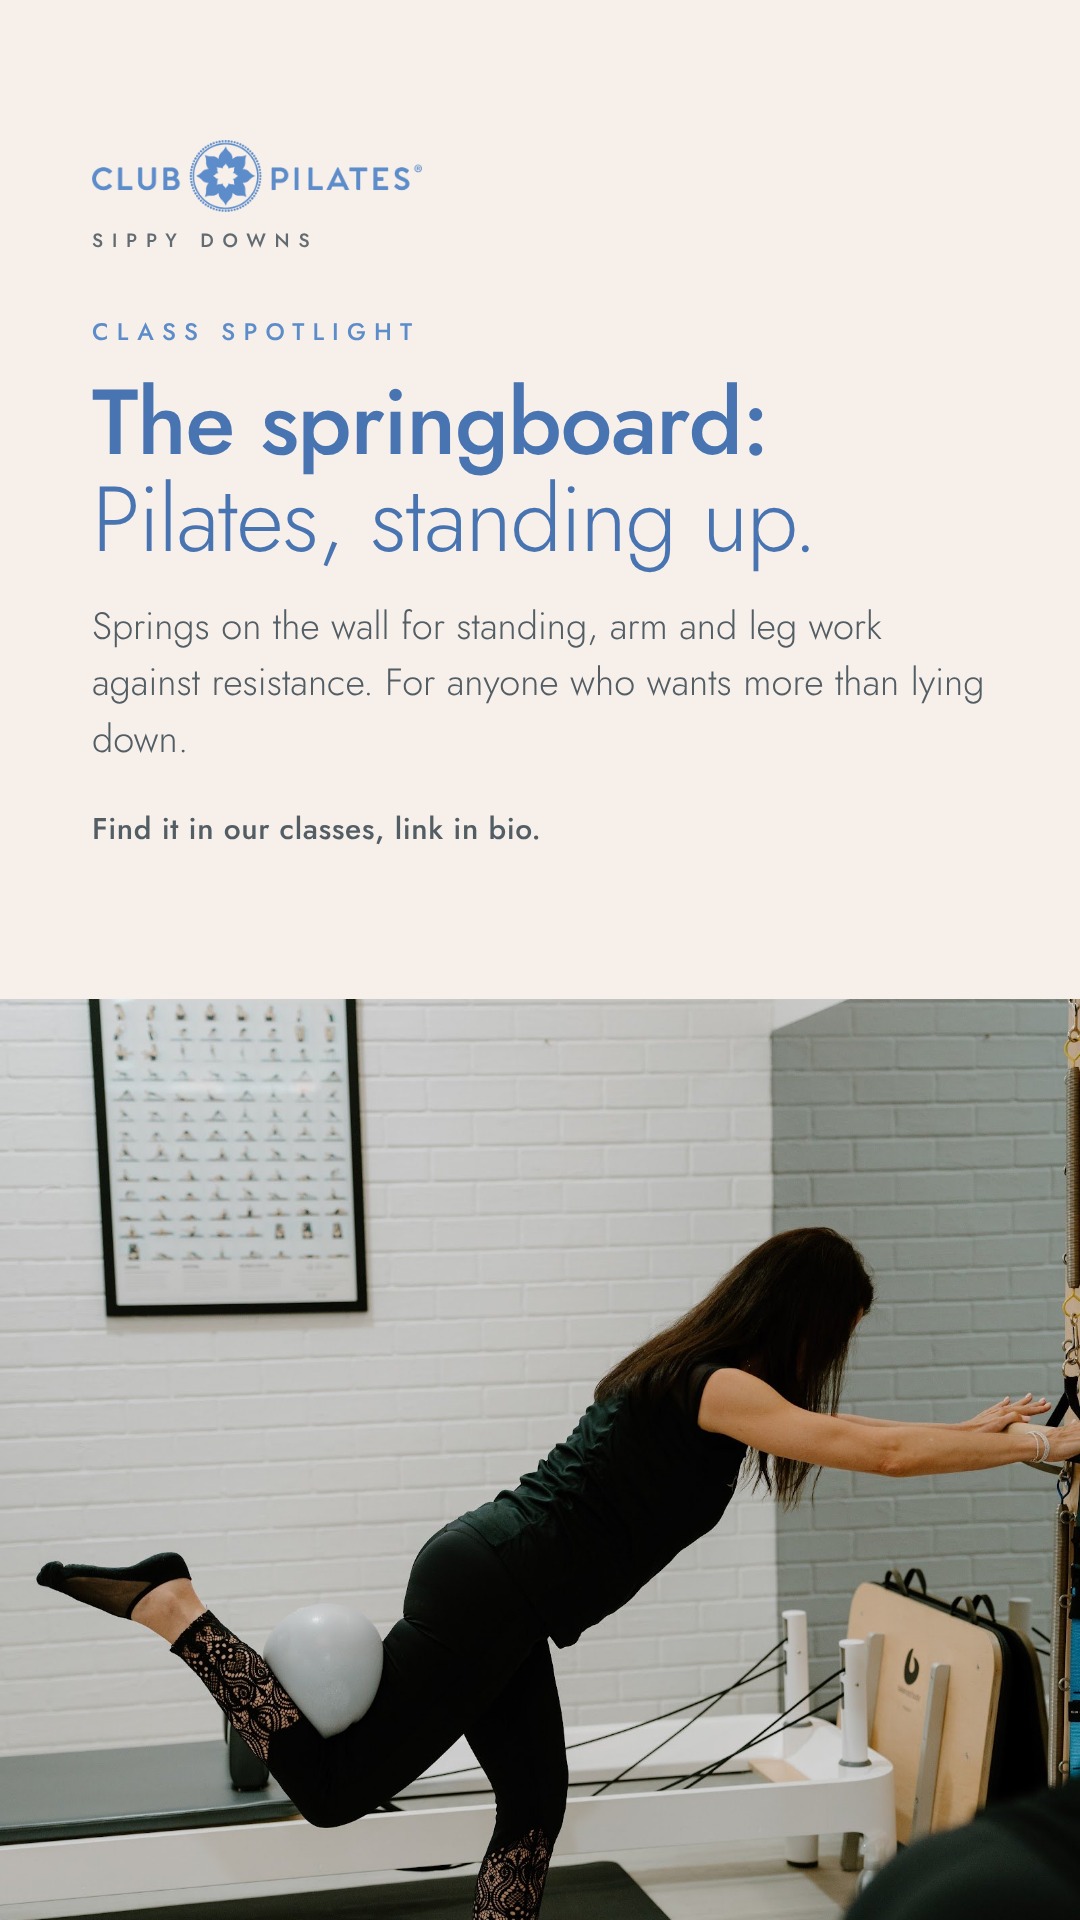 CLUB PILATES®
SIPPY DOWNS
CLASS SPOTLIGHT
The springboard:
Pilates, standing up.
Springs on the wall for standing, arm and leg work
against resistance. For anyone who wants more than lying
down.
Find it in our classes, link in bio.